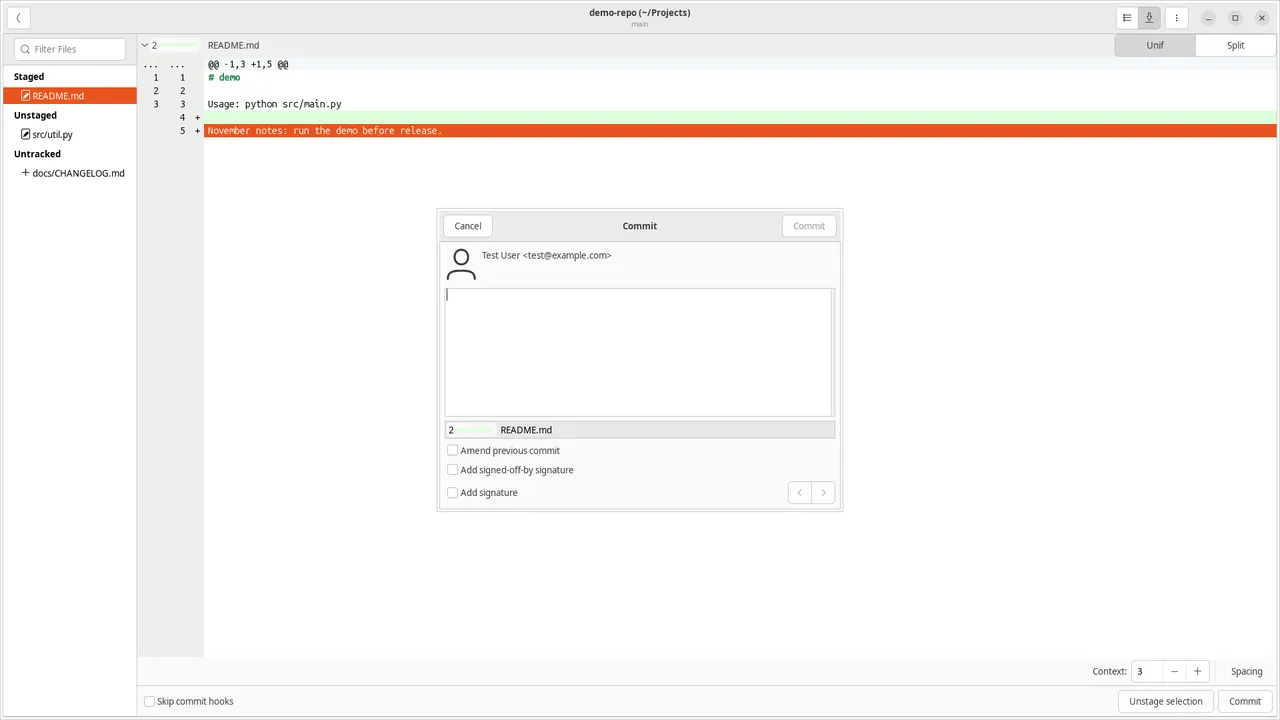 demo-repo (~/Projects)
main
Filter Files
2 README.md
Unif
Split
Staged
README.md
Unstaged
src/util.py
Untracked
docs/CHANGELOG.md
... ... @@ -1,3 +1,5 @@
1 1 # demo
2 2
3 3 Usage: python src/main.py
4 +
5 + November notes: run the demo before release.
Cancel
Commit
Commit
Test User <test@example.com>
2 README.md
Amend previous commit
Add signed-off-by signature
Add signature
Context: 3
Spacing
Skip commit hooks
Unstage selection
Commit